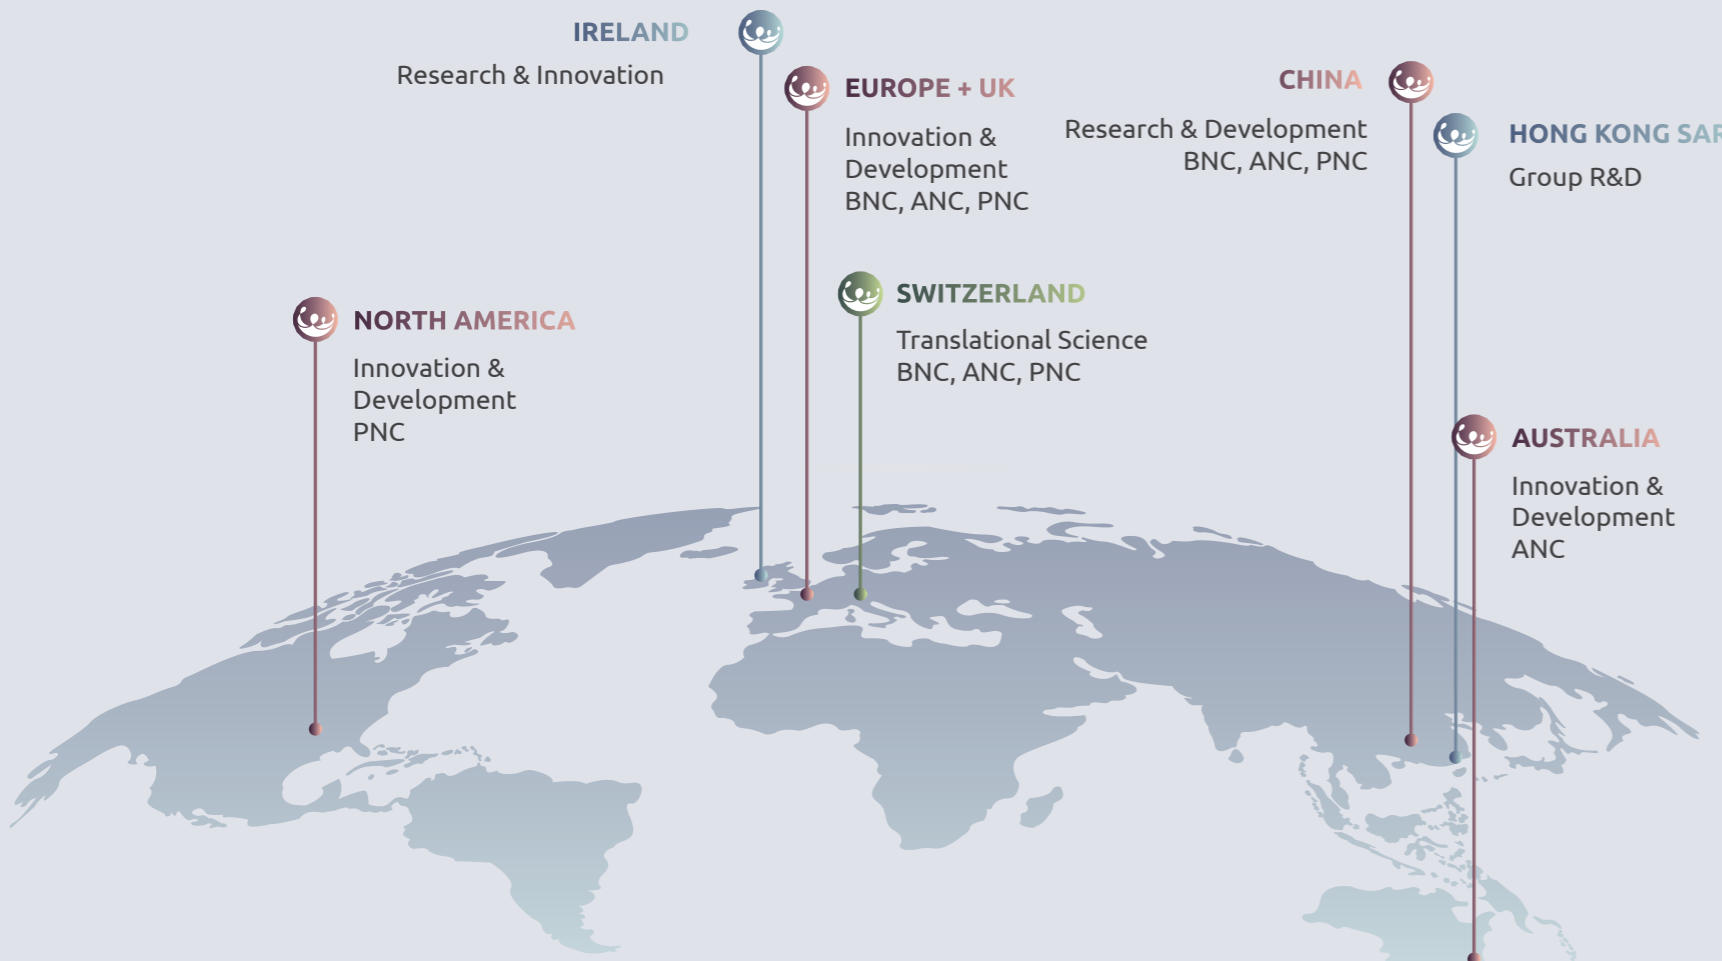 IRELAND
Research & Innovation
EUROPE + UK
Innovation &
Development
BNC, ANC, PNC
CHINA
Research & Development
BNC, ANC, PNC
HONG KONG SAR
Group R&D
SWITZERLAND
Translational Science
BNC, ANC, PNC
NORTH AMERICA
Innovation &
Development
PNC
AUSTRALIA
Innovation &
Development
ANC